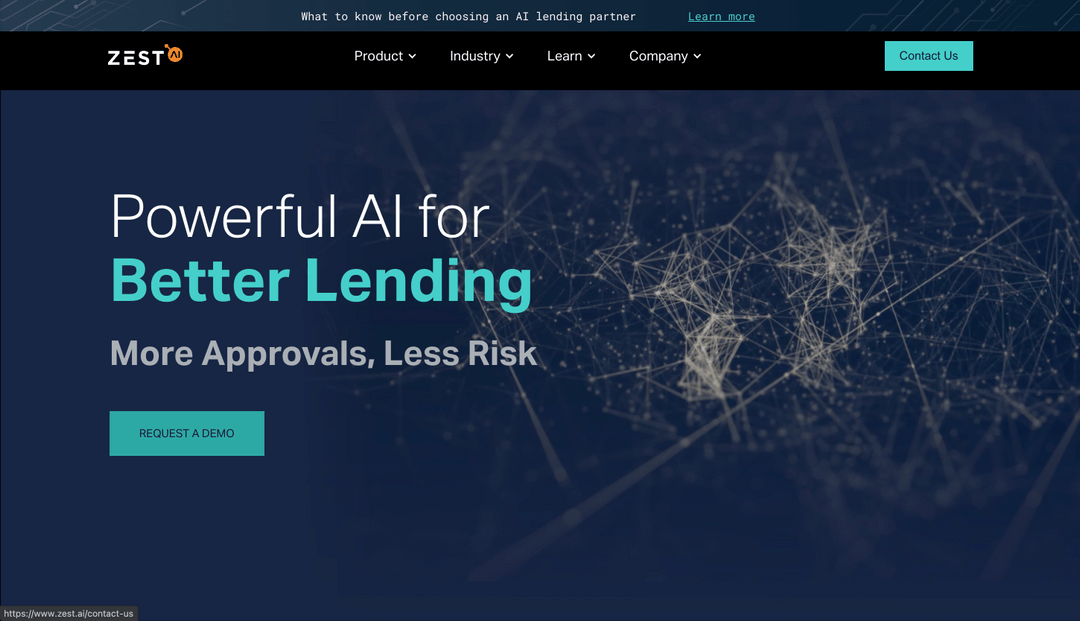 What to know before choosing an AI lending partner Learn more
ZEST AI Product Industry Learn Company Contact Us
Powerful AI for
Better Lending
More Approvals, Less Risk
REQUEST A DEMO
https://www.zest.ai/contact-us